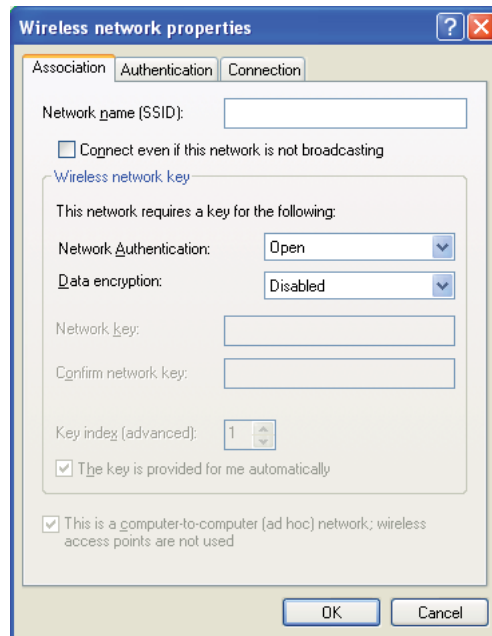 Wireless network properties
Association Authentication Connection
Network name (SSID):
Connect even if this network is not broadcasting
Wireless network key
This network requires a key for the following:
Network Authentication: Open
Data encryption: Disabled
Network key:
Confirm network key:
Key index (advanced): 1
The key is provided for me automatically
This is a computer-to-computer (ad hoc) network; wireless
access points are not used
OK Cancel